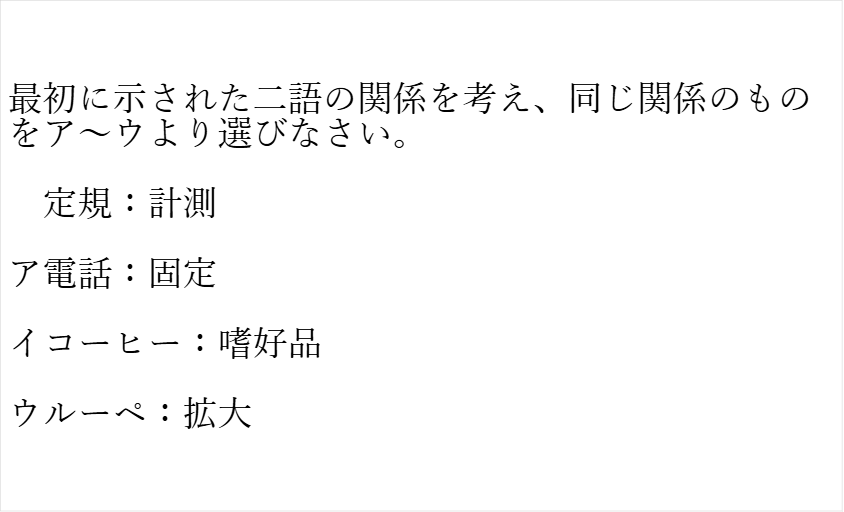 最初に示された二語の関係を考え、同じ関係のもの
をア～ウより選びなさい。
　定規：計測
ア電話：固定
イコーヒー：嗜好品
ウルーペ：拡大